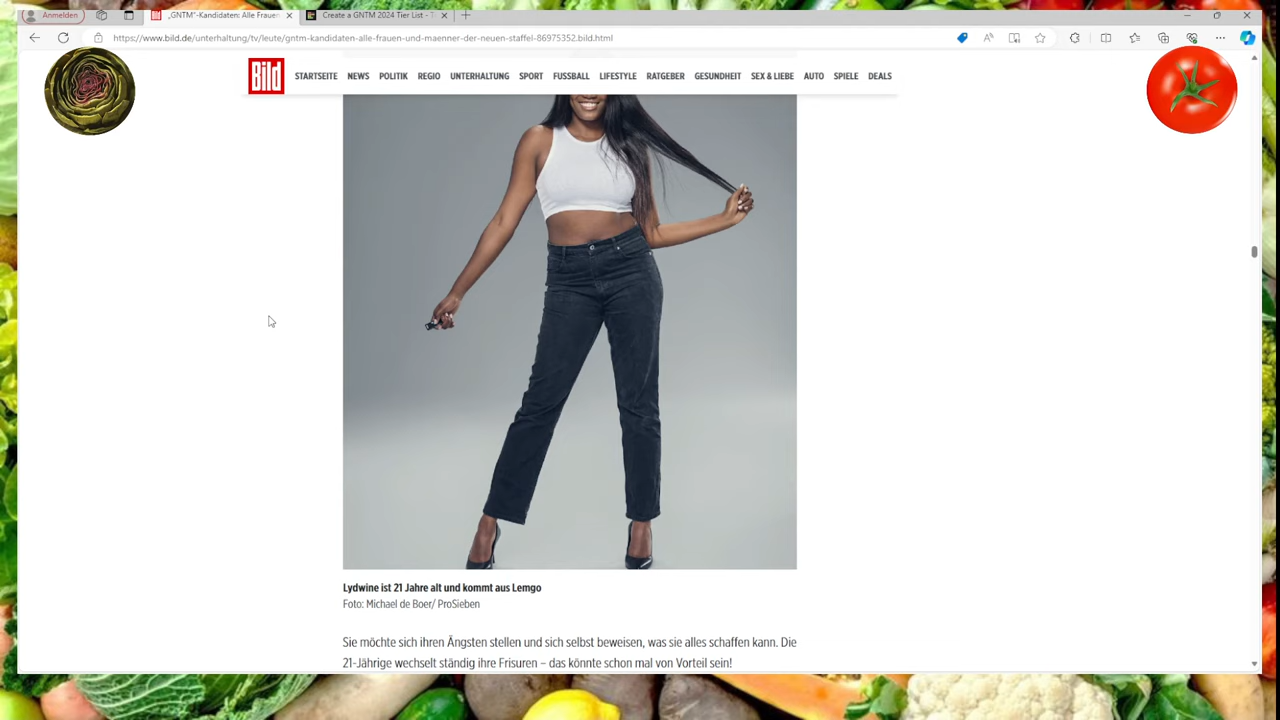 Anmelden
„GNTM"-Kandidaten: Alle Frauen
Create a GNTM 2024 Tier List - T
https://www.bild.de/unterhaltung/tv/leute/gntm-kandidaten-alle-frauen-und-maenner-der-neuen-staffel-86975352.bild.html
Bild STARTSEITE NEWS POLITIK REGIO UNTERHALTUNG SPORT FUSSBALL LIFESTYLE RATGEBER GESUNDHEIT SEX & LIEBE AUTO SPIELE DEALS
Lydwine ist 21 Jahre alt und kommt aus Lemgo
Foto: Michael de Boer/ ProSieben
Sie möchte sich ihren Ängsten stellen und sich selbst beweisen, was sie alles schaffen kann. Die
21-Jährige wechselt ständig ihre Frisuren – das könnte schon mal von Vorteil sein!